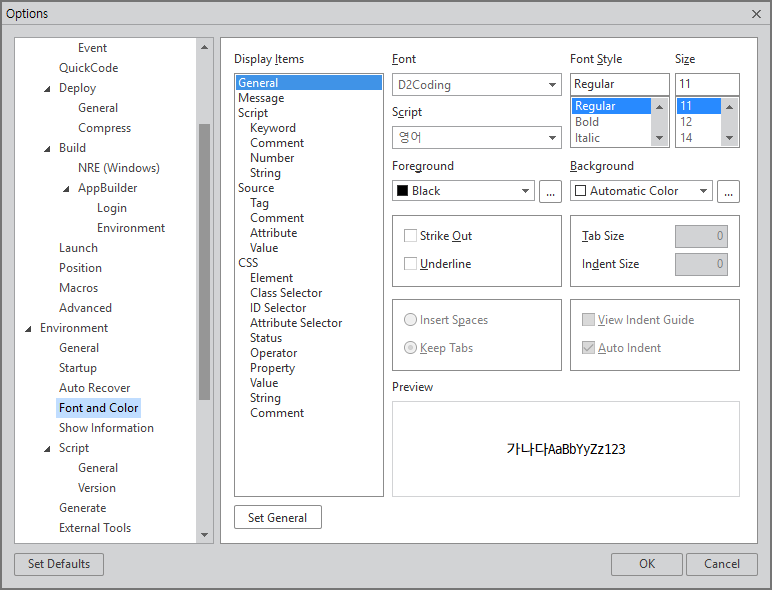 Options
Event
QuickCode
Deploy
General
Compress
Build
NRE (Windows)
AppBuilder
Login
Environment
Launch
Position
Macros
Advanced
Environment
General
Startup
Auto Recover
Font and Color
Show Information
Script
General
Version
Generate
External Tools
Display Items
General
Message
Script
Keyword
Comment
Number
String
Source
Tag
Comment
Attribute
Value
CSS
Element
Class Selector
ID Selector
Attribute Selector
Status
Operator
Property
Value
String
Comment
Set General
Font
D2Coding
Script
영어
Font Style
Regular
Regular
Bold
Italic
Size
11
11
12
14
Foreground
Black
...
Background
Automatic Color
...
Strike Out
Underline
Tab Size 0
Indent Size 0
Insert Spaces
Keep Tabs
View Indent Guide
Auto Indent
Preview
가나다AaBbYyZz123
Set Defaults
OK
Cancel